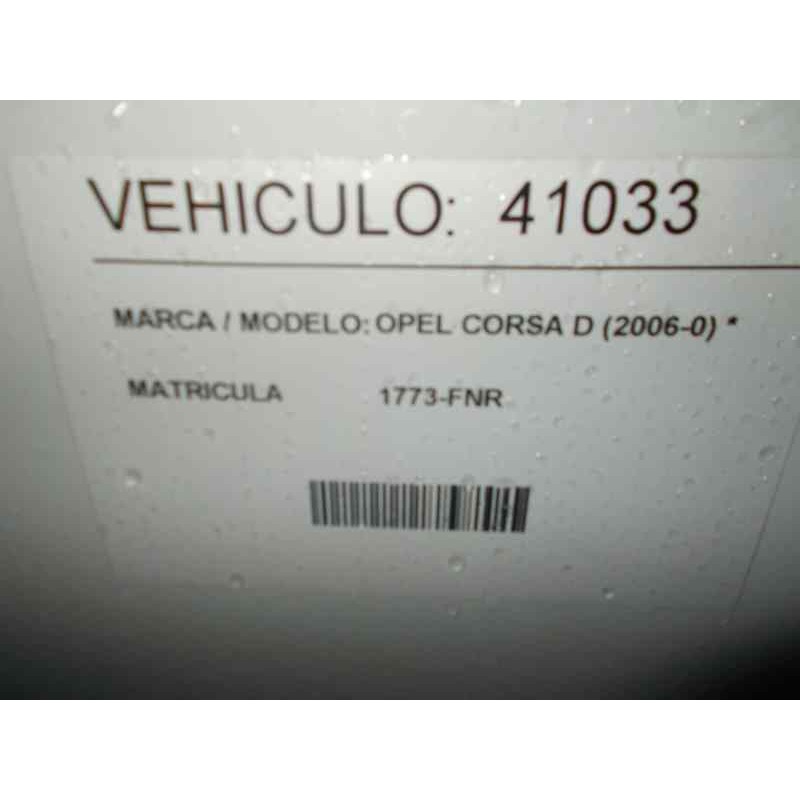 VEHICULO: 41033
MARCA / MODELO: OPEL CORSA D (2006-0) *
MATRICULA 1773-FNR